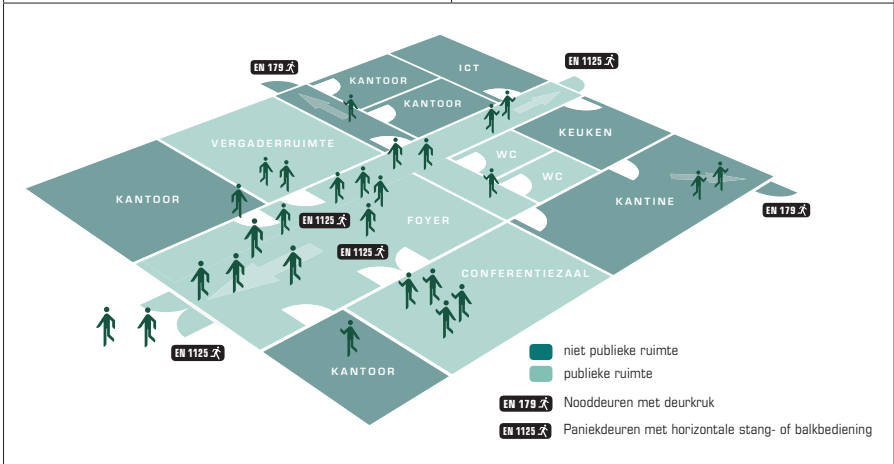 EN 1125
EN 179
ICT
KANTOOR
KANTOOR
KEUKEN
VERGADERRUIMTE
WC
WC
KANTOOR
KANTINE
EN 179
EN 1125
FOYER
EN 1125
CONFERENTIEZAAL
EN 1125
KANTOOR
niet publieke ruimte
publieke ruimte
EN 179 Nooddeuren met deurkruk
EN 1125 Paniekdeuren met horizontale stang- of balkbediening